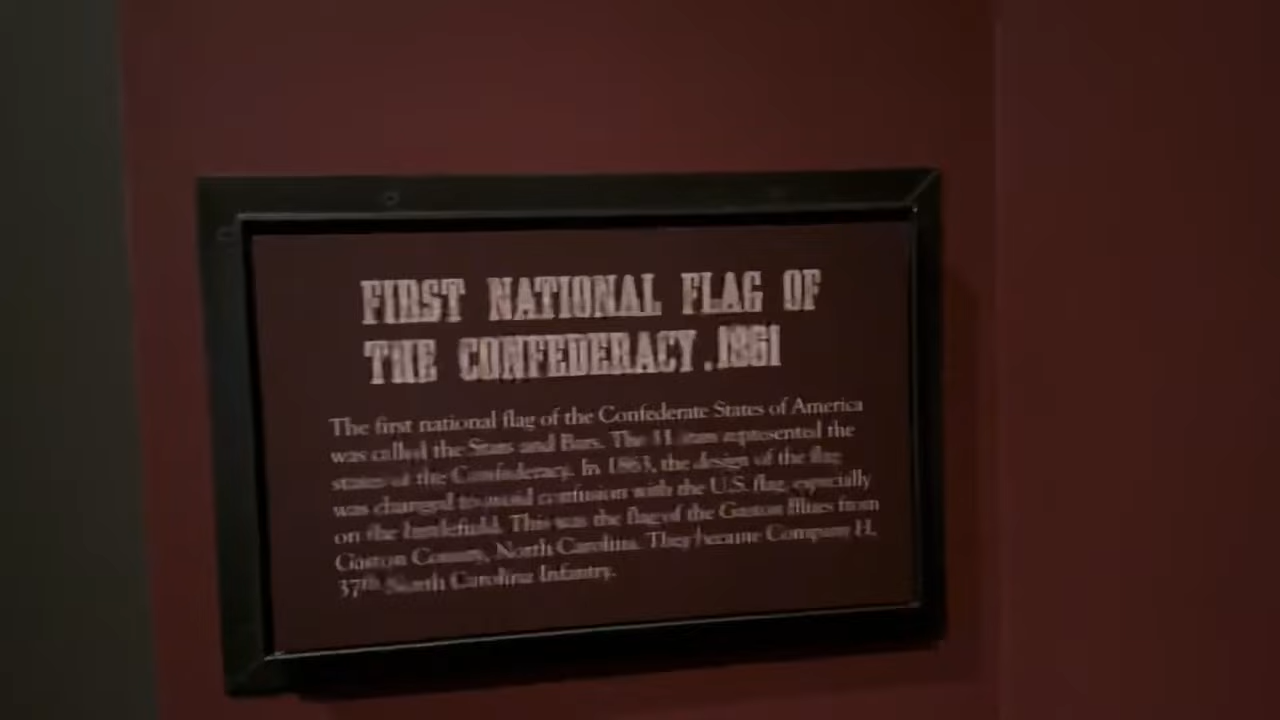 FIRST NATIONAL FLAG OF
THE CONFEDERACY, 1861
The first national flag of the Confederate States of America
was called the Stars and Bars. The 11 stars represented the
states of the Confederacy. In 1863, the design of the flag
was changed to avoid confusion with the U.S. flag, especially
on the battlefield. This was the flag of the Gaston Blues from
Gaston County, North Carolina. They became Company H,
37th North Carolina Infantry.